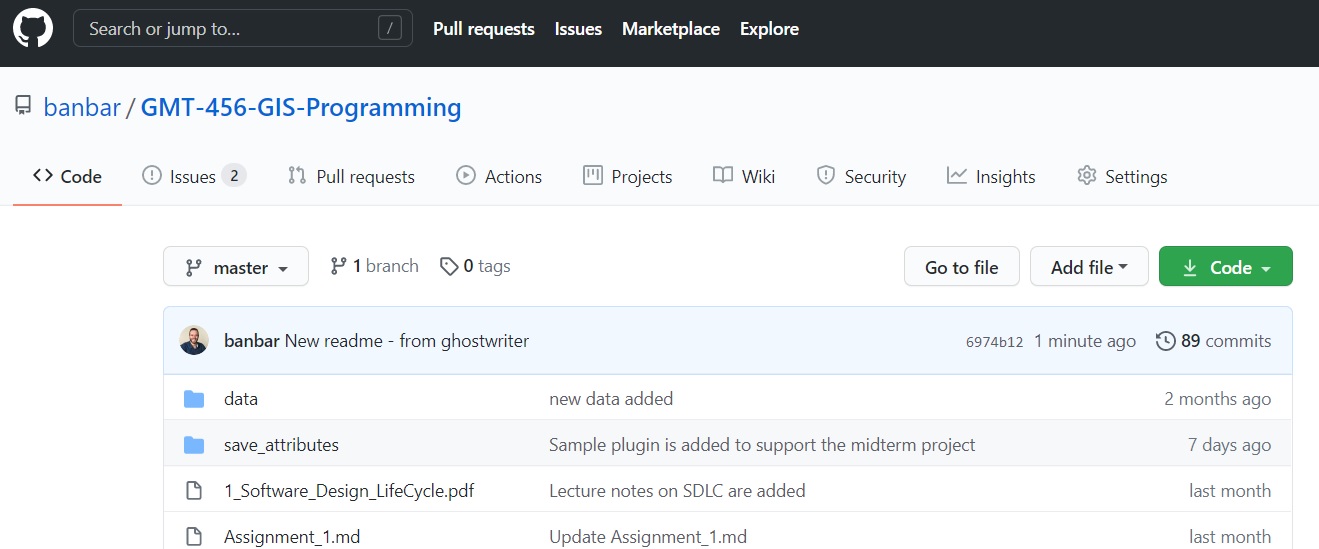 Search or jump to... / Pull requests Issues Marketplace Explore
banbar / GMT-456-GIS-Programming
Code Issues 2 Pull requests Actions Projects Wiki Security Insights Settings
master 1 branch 0 tags Go to file Add file Code
banbar New readme - from ghostwriter 6974b12 1 minute ago 89 commits
data new data added 2 months ago
save_attributes Sample plugin is added to support the midterm project 7 days ago
1_Software_Design_LifeCycle.pdf Lecture notes on SDLC are added last month
Assignment_1.md Update Assignment_1.md last month